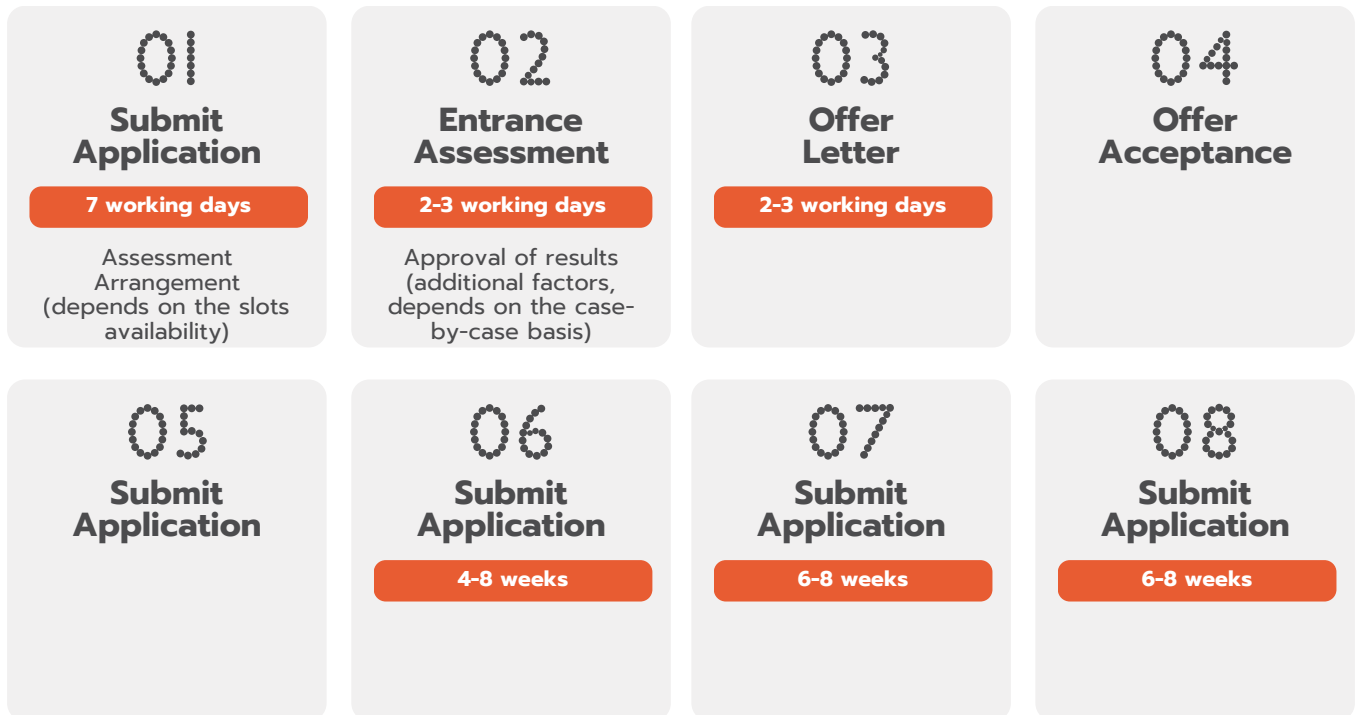 01
Submit
Application
7 working days
Assessment
Arrangement
(depends on the slots
availability)
02
Entrance
Assessment
2-3 working days
Approval of results
(additional factors,
depends on the case-
by-case basis)
03
Offer
Letter
2-3 working days
04
Offer
Acceptance
05
Submit
Application
06
Submit
Application
4-8 weeks
07
Submit
Application
6-8 weeks
08
Submit
Application
6-8 weeks